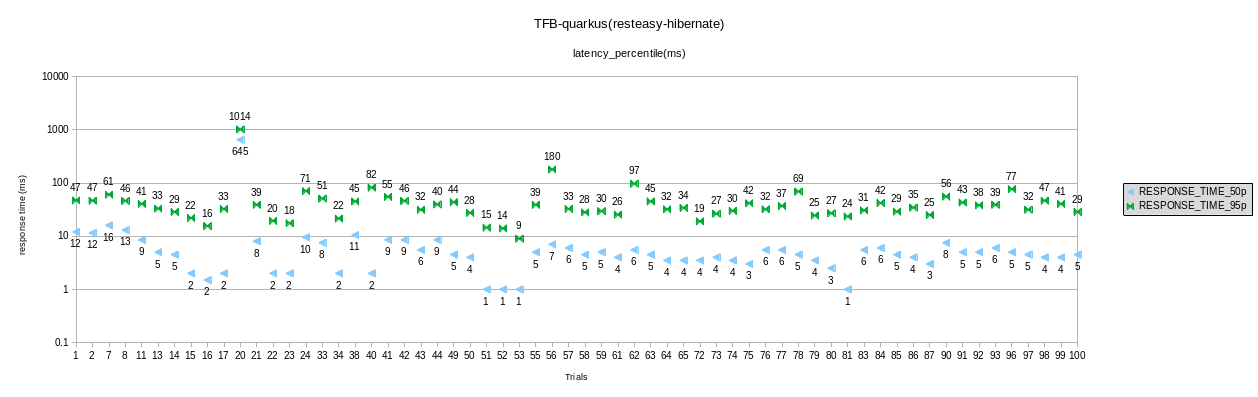 TFB-quarkus(resteasy-hibernate)
latency_percentile(ms)
response time (ms)
10000
1000
100
10
1
0.1
47 47 61 46 41 33 29 22 16 33 1014 39 20 18 71 51 22 45 82 55 46 32 40 44 28 15 14 9 39 180 33 28 30 26 97 45 32 34 19 27 30 42 32 37 69 25 27 24 31 42 29 35 25 56 43 38 39 77 32 47 41 29
12 12 16 13 9 5 5 2 2 2 645 8 2 2 10 8 2 11 2 9 9 6 9 5 4 1 1 1 5 7 6 5 5 4 6 5 4 4 4 4 4 3 6 6 5 4 3 1 6 6 5 4 3 8 5 5 6 5 5 4 4 5
1 2 7 8 11 13 14 15 16 17 20 21 22 23 24 33 34 38 40 41 42 43 44 49 50 51 52 53 55 56 57 58 59 61 62 63 64 65 72 73 74 75 76 77 78 79 80 81 83 84 85 86 87 90 91 92 93 96 97 98 99 100
Trials
RESPONSE_TIME_50p
RESPONSE_TIME_95p